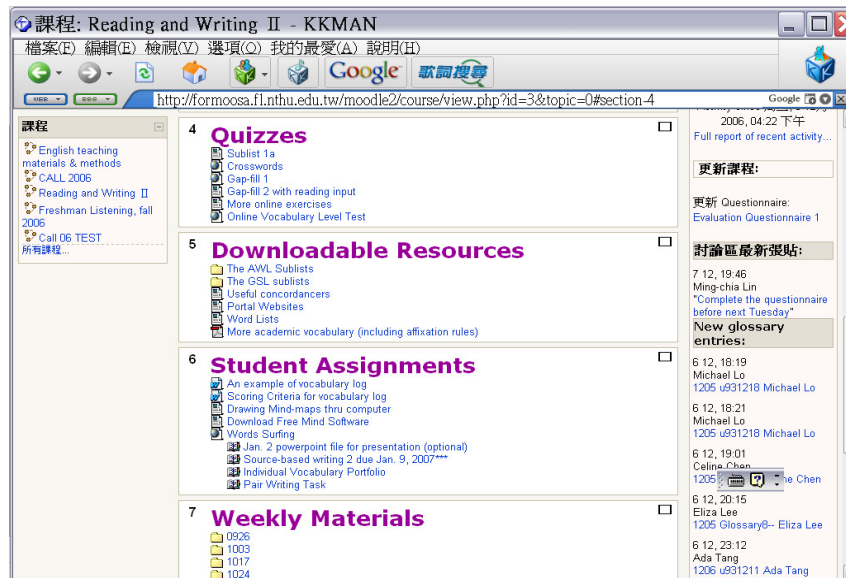 課程: Reading and Writing Ⅱ - KKMAN
檔案(F) 編輯(E) 檢視(V) 選項(O) 我的最愛(A) 說明(H)
Google 歌詞搜尋
WEB BBS http://formoosa.fl.nthu.edu.tw/moodle2/course/view.php?id=3&topic=0#section-4 Google
課程
English teaching
materials & methods
CALL 2006
Reading and Writing Ⅱ
Freshman Listening, fall
2006
Call 06 TEST
所有課程...
4 Quizzes
Sublist 1a
Crosswords
Gap-fill 1
Gap-fill 2 with reading input
More online exercises
Online Vocabulary Level Test
5 Downloadable Resources
The AWL Sublists
The GSL sublists
Useful concordancers
Portal Websites
Word Lists
More academic vocabulary (including affixation rules)
6 Student Assignments
An example of vocabulary log
Scoring Criteria for vocabulary log
Drawing Mind-maps thru computer
Download Free Mind Software
Words Surfing
Jan. 2 powerpoint file for presentation (optional)
Source-based writing 2 due Jan. 9, 2007***
Individual Vocabulary Portfolio
Pair Writing Task
7 Weekly Materials
0926
1003
1017
1024
2006, 04:22 下午
Full report of recent activity...
更新課程:
更新 Questionnaire:
Evaluation Questionnaire 1
討論區最新張貼:
7 12, 19:46
Ming-chia Lin
"Complete the questionnaire
before next Tuesday"
New glossary
entries:
6 12, 18:19
Michael Lo
1205 u931218 Michael Lo
6 12, 18:21
Michael Lo
1205 u931218 Michael Lo
6 12, 19:01
Celine Chen
1205 ne Chen
6 12, 20:15
Eliza Lee
1205 Glossary8-- Eliza Lee
6 12, 23:12
Ada Tang
1206 u931211 Ada Tang